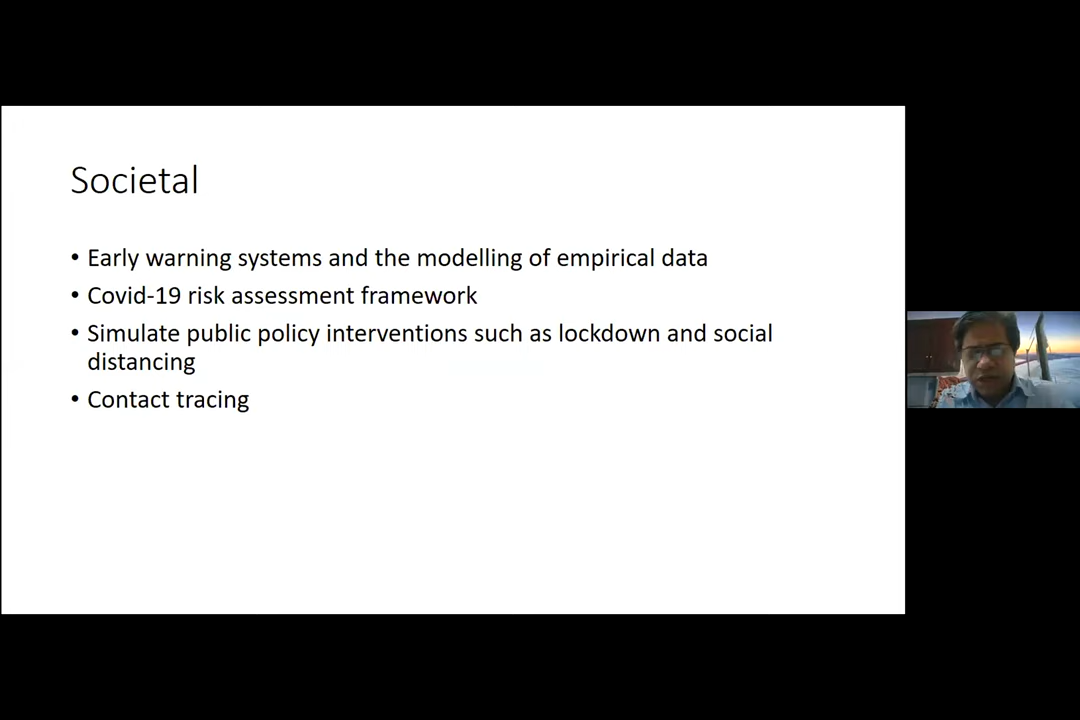 Societal
• Early warning systems and the modelling of empirical data
• Covid-19 risk assessment framework
• Simulate public policy interventions such as lockdown and social
distancing
• Contact tracing